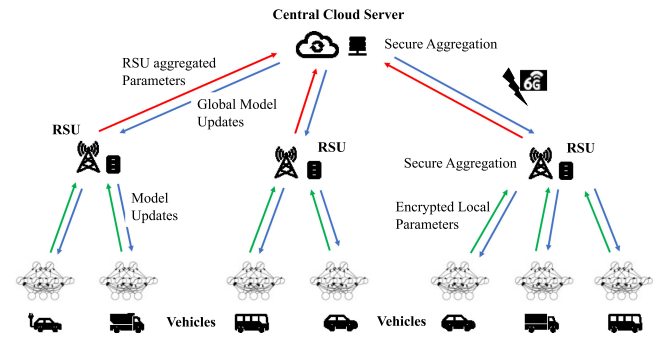 Central Cloud Server
Secure Aggregation
RSU aggregated
Parameters
6G
Global Model
Updates
RSU
RSU
Secure Aggregation
Model
Updates
Encrypted Local
Parameters
Vehicles
Vehicles